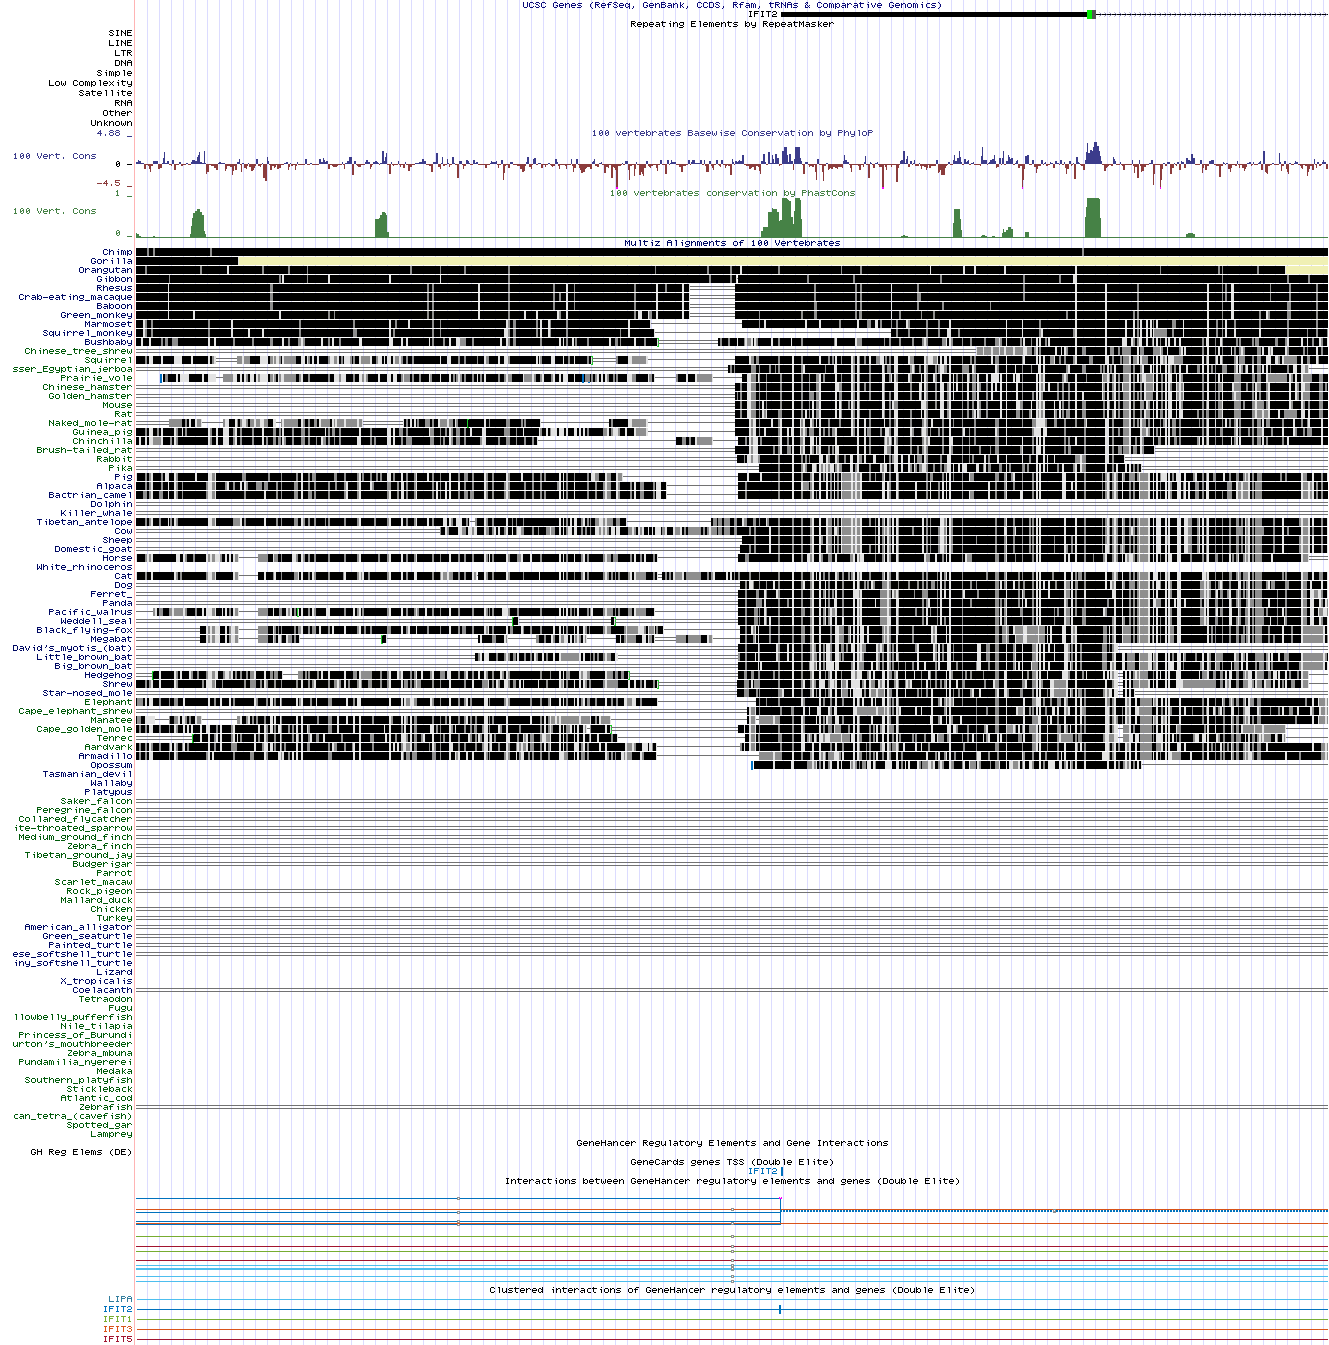 UCSC Genes (RefSeq, GenBank, CCDS, Rfam, tRNAs & Comparative Genomics)
IFIT2
Repeating Elements by RepeatMasker
SINE
LINE
LTR
DNA
Simple
Low Complexity
Satellite
RNA
Other
Unknown
4.88 _
100 vertebrates Basewise Conservation by PhyloP
100 Vert. Cons
0 _
-4.5 _
100 vertebrates conservation by PhastCons
1 _
100 Vert. Cons
0 _
Multiz Alignments of 100 Vertebrates
Chimp
Gorilla
Orangutan
Gibbon
Rhesus
Crab-eating_macaque
Baboon
Green_monkey
Marmoset
Squirrel_monkey
Bushbaby
Chinese_tree_shrew
Squirrel
sser_Egyptian_jerboa
Prairie_vole
Chinese_hamster
Golden_hamster
Mouse
Rat
Naked_mole-rat
Guinea_pig
Chinchilla
Brush-tailed_rat
Rabbit
Pika
Pig
Alpaca
Bactrian_camel
Dolphin
Killer_whale
Tibetan_antelope
Cow
Sheep
Domestic_goat
Horse
White_rhinoceros
Cat
Dog
Ferret_
Panda
Pacific_walrus
Weddell_seal
Black_flying-fox
Megabat
David's_myotis_(bat)
Little_brown_bat
Big_brown_bat
Hedgehog
Shrew
Star-nosed_mole
Elephant
Cape_elephant_shrew
Manatee
Cape_golden_mole
Tenrec
Aardvark
Armadillo
Opossum
Tasmanian_devil
Wallaby
Platypus
Saker_falcon
Peregrine_falcon
Collared_flycatcher
ite-throated_sparrow
Medium_ground_finch
Zebra_finch
Tibetan_ground_jay
Budgerigar
Parrot
Scarlet_macaw
Rock_pigeon
Mallard_duck
Chicken
Turkey
American_alligator
Green_seaturtle
Painted_turtle
ese_softshell_turtle
iny_softshell_turtle
Lizard
X_tropicalis
Coelacanth
Tetraodon
Fugu
llowbelly_pufferfish
Nile_tilapia
Princess_of_Burundi
urton's_mouthbreeder
Zebra_mbuna
Pundamilia_nyererei
Medaka
Southern_platyfish
Stickleback
Atlantic_cod
Zebrafish
can_tetra_(cavefish)
Spotted_gar
Lamprey
GeneHancer Regulatory Elements and Gene Interactions
GH Reg Elems (DE)
GeneCards genes TSS (Double Elite)
IFIT2
Interactions between GeneHancer regulatory elements and genes (Double Elite)
Clustered interactions of GeneHancer regulatory elements and genes (Double Elite)
LIPA
IFIT2
IFIT1
IFIT3
IFIT5